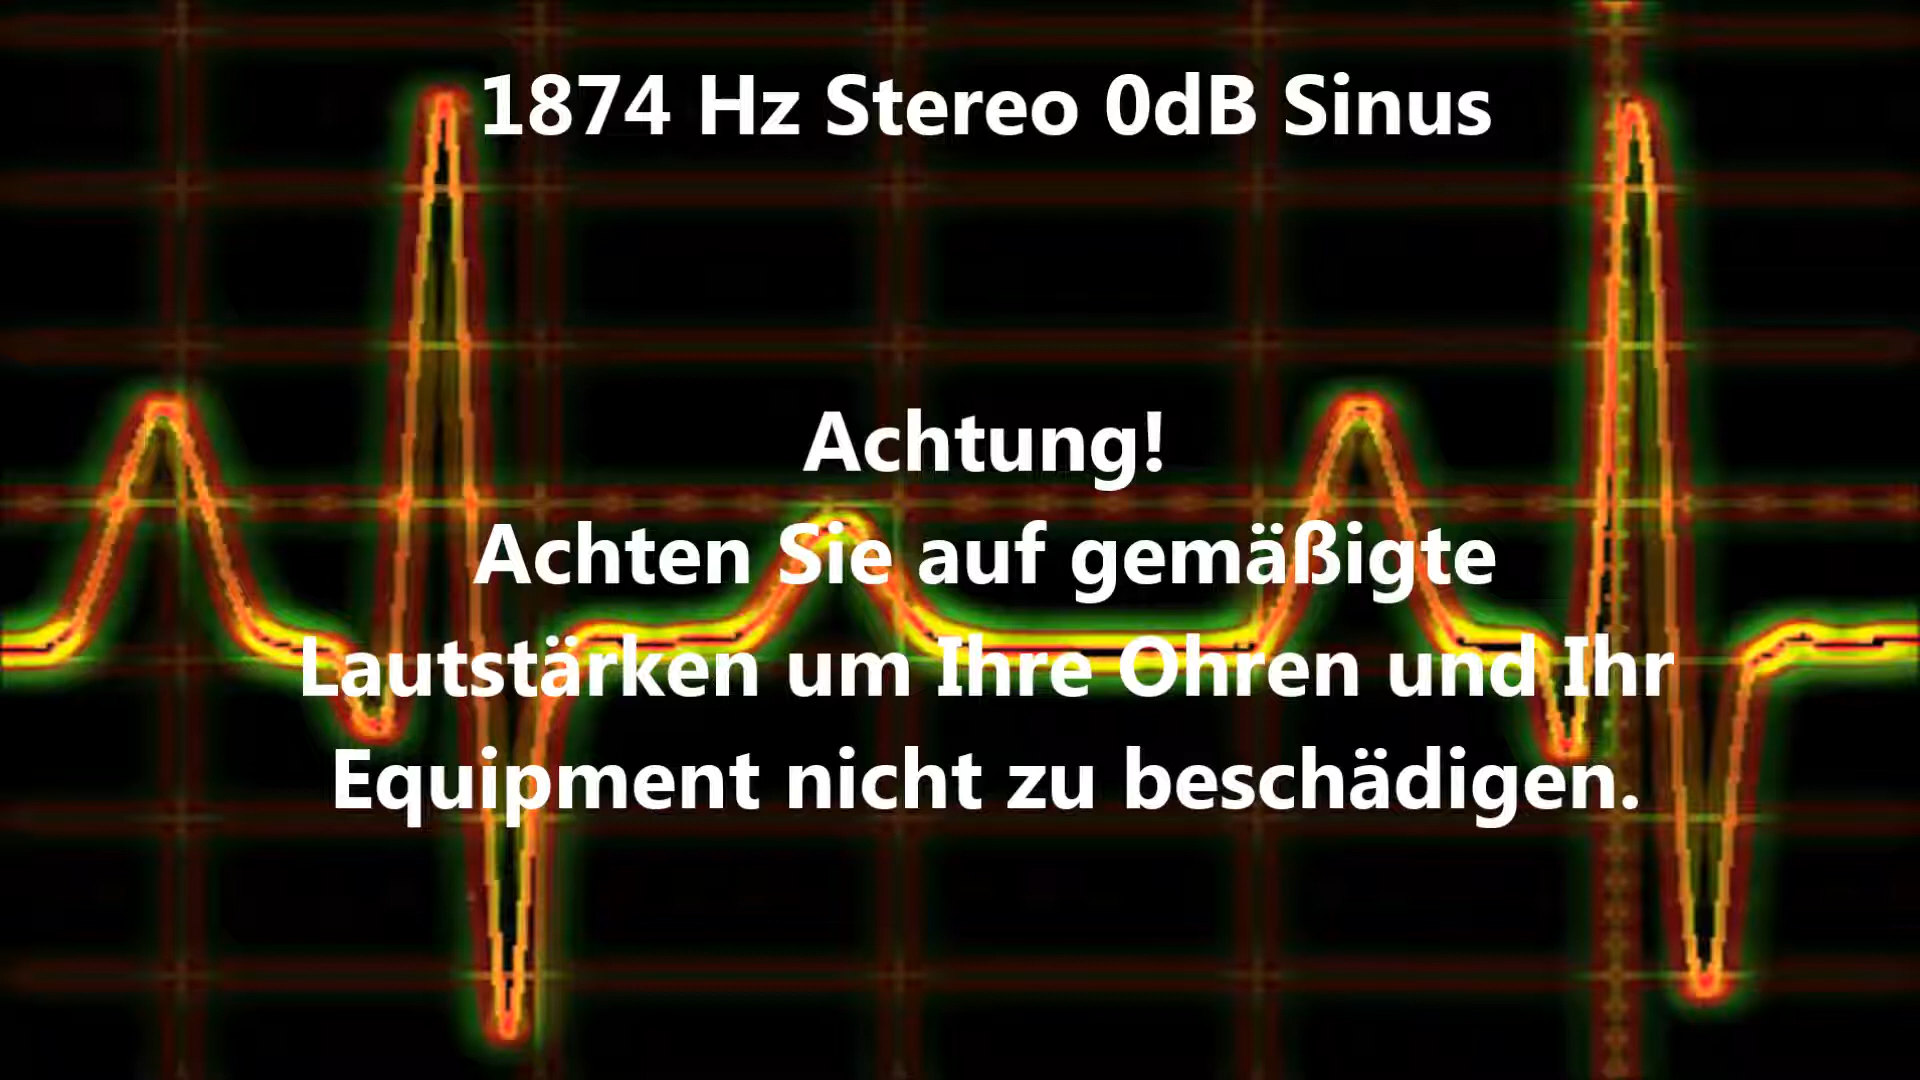 1874 Hz Stereo 0dB Sinus
Achtung!
Achten Sie auf gemäßigte
Lautstärken um Ihre Ohren und Ihr
Equipment nicht zu beschädigen.